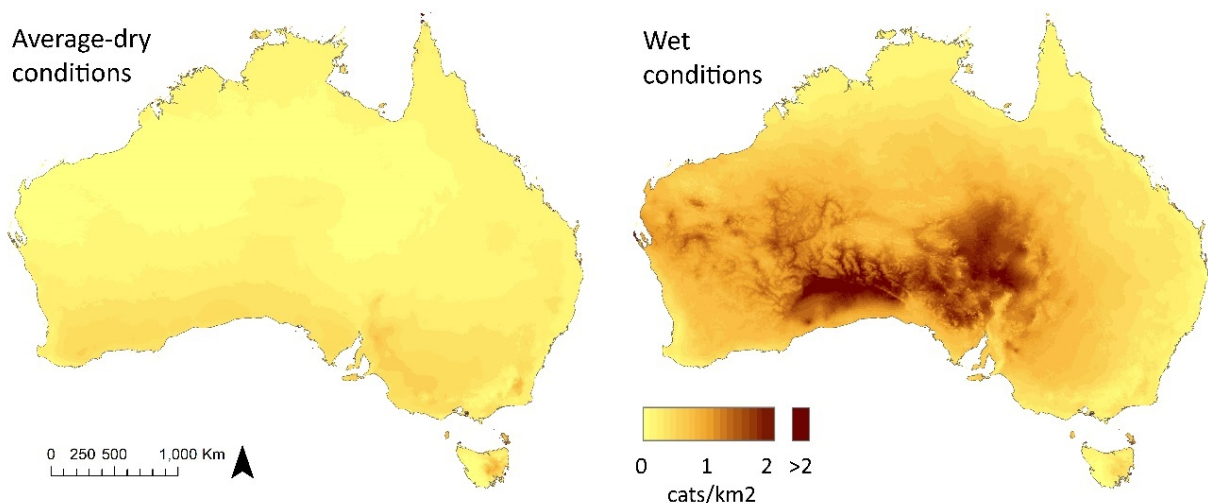 Average-dry
conditions
Wet
conditions
0 250 500 1,000 Km
0 1 2 >2
cats/km2